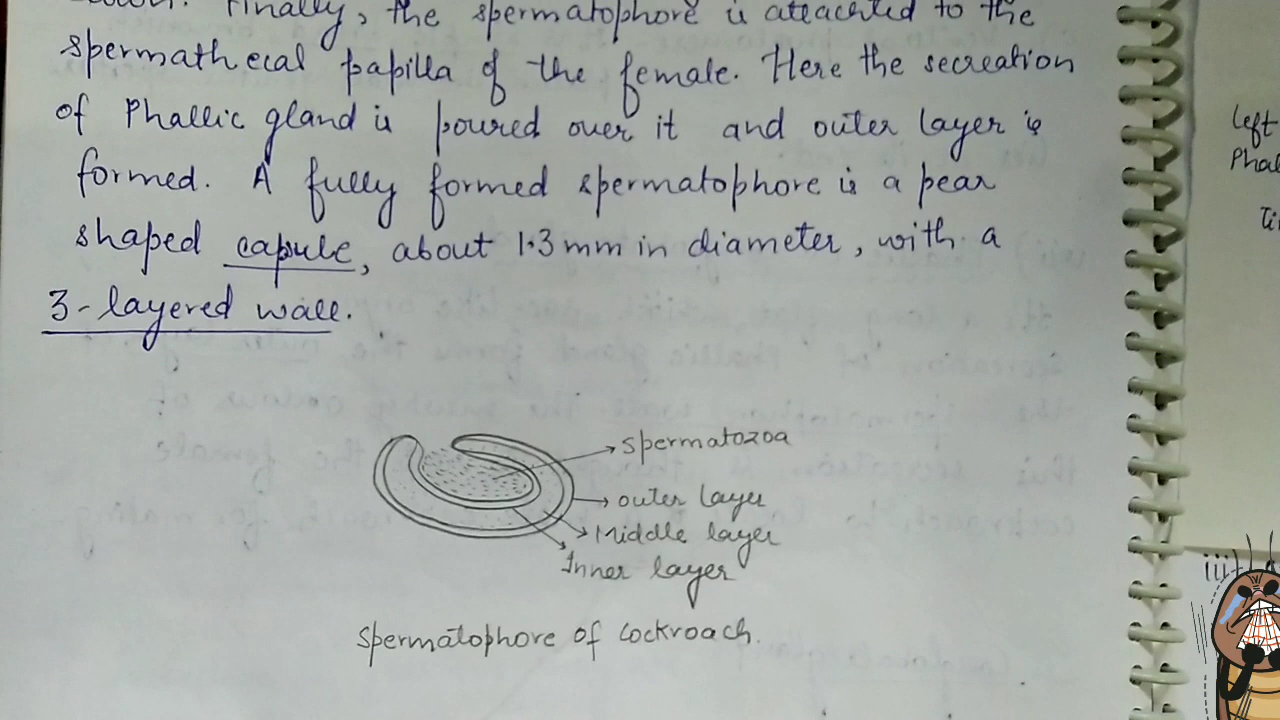 Finally, the spermatophore is ateachted to the
spermathecal papilla of the female. Here the secreation
of Phallic gland is poured over it and outer layer is
formed. A fully formed spermatophore is a pear
shaped capsule, about 1.3 mm in diameter, with a
3-layered wall.
spermatozoa
outer layer
Middle layer
Inner layer
Spermatophore of Cockroach.
left